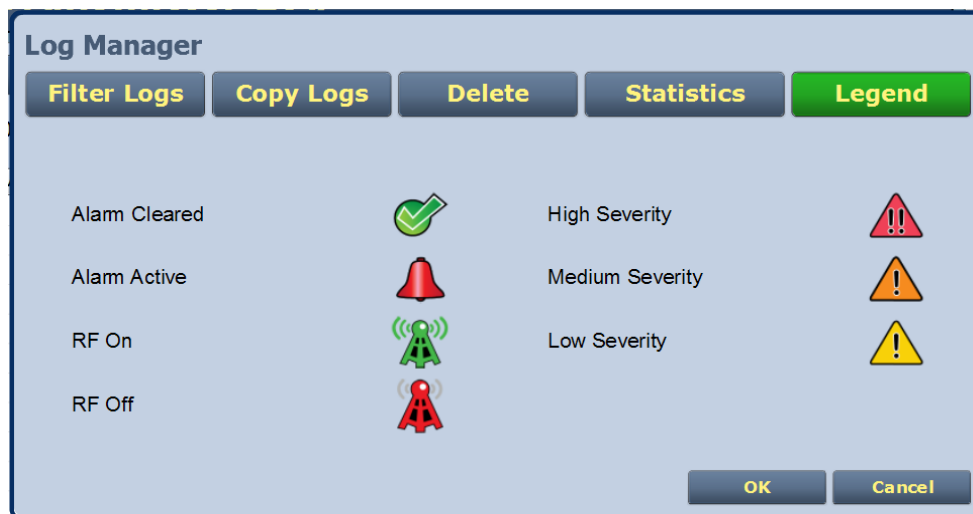 Log Manager
Filter Logs Copy Logs Delete Statistics Legend
Alarm Cleared High Severity
Alarm Active Medium Severity
RF On Low Severity
RF Off
OK Cancel